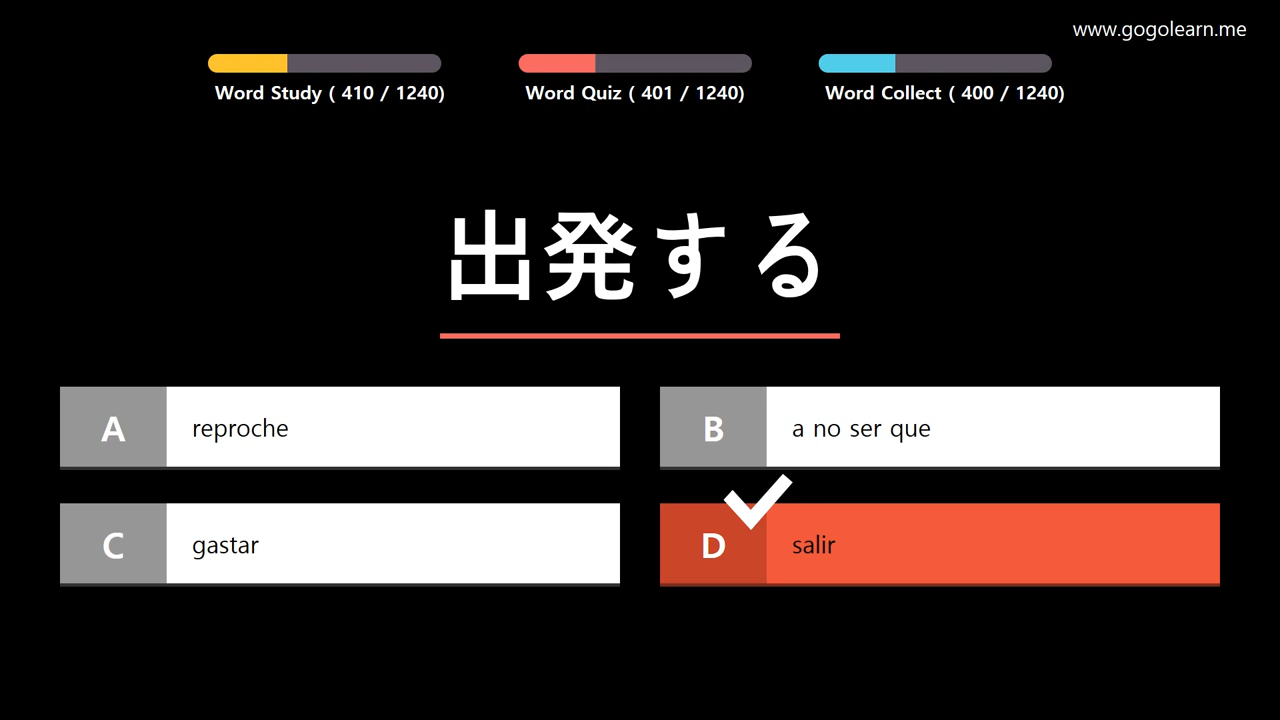 www.gogolearn.me
Word Study ( 410 / 1240)
Word Quiz ( 401 / 1240)
Word Collect ( 400 / 1240)
出発する
A reproche
B a no ser que
C gastar
D salir